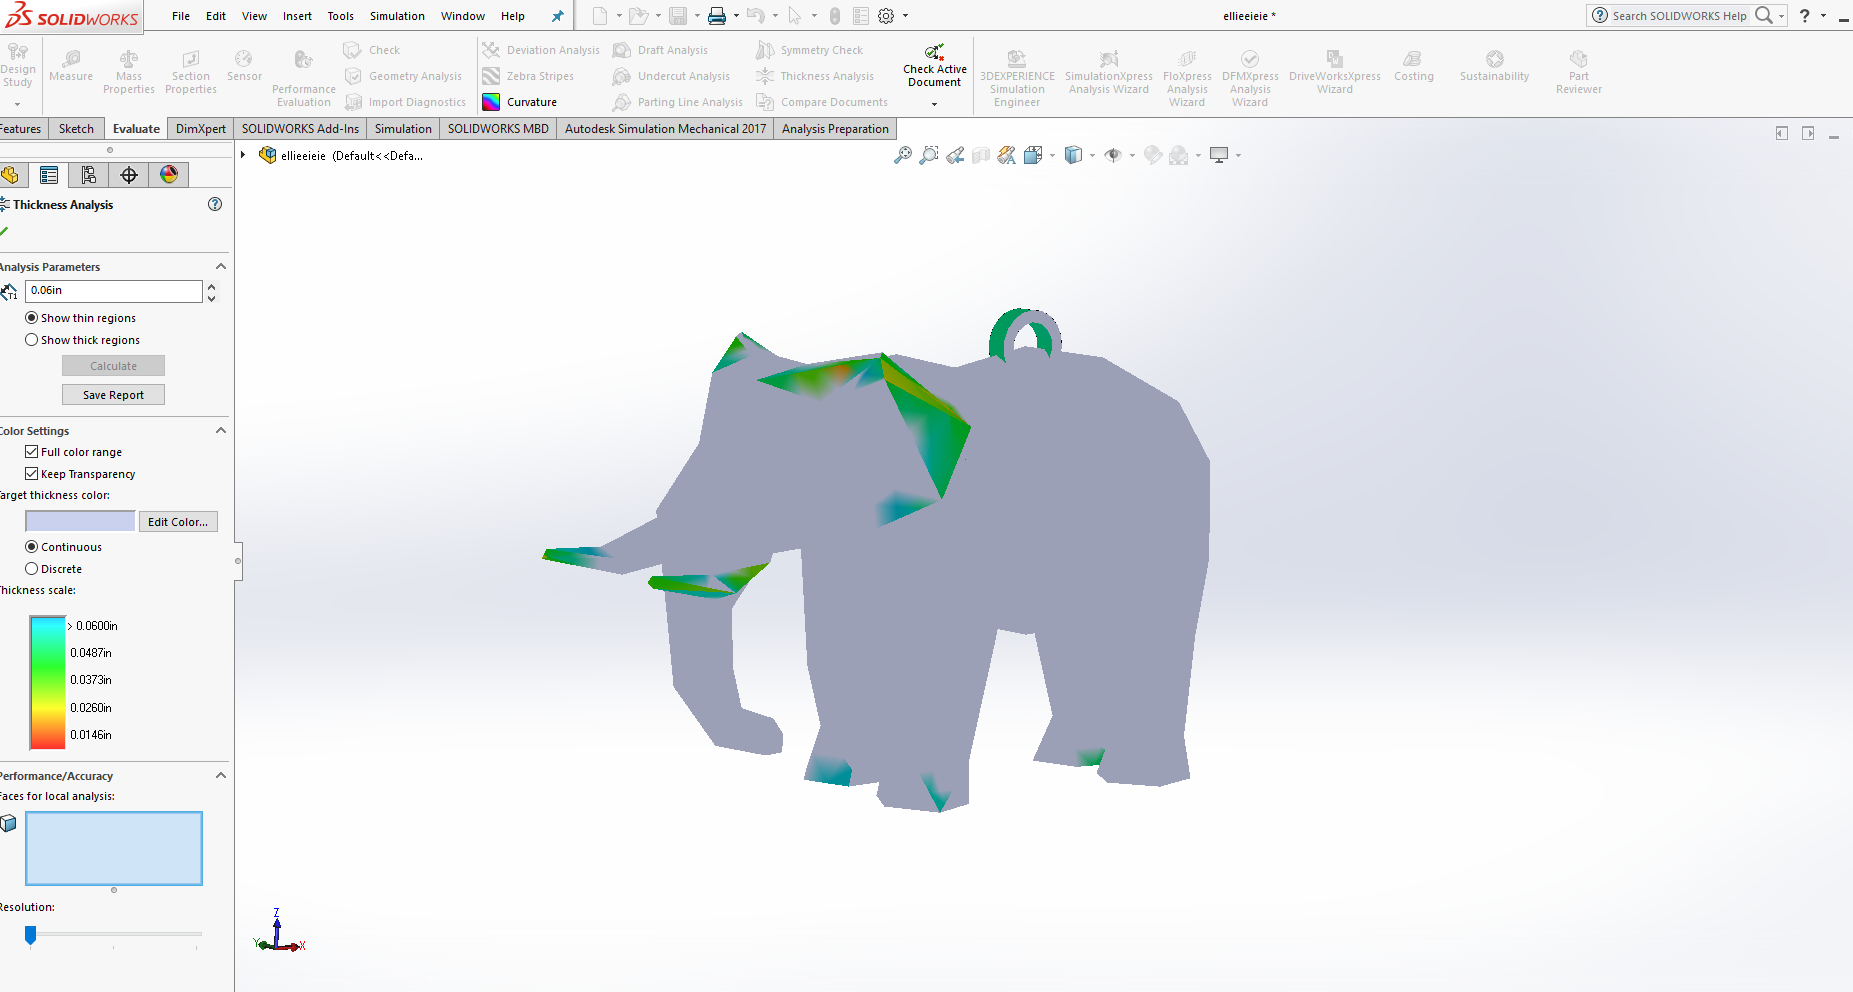 SOLIDWORKS
File Edit View Insert Tools Simulation Window Help
ellieeieie *
Search SOLIDWORKS Help
?
Design Study
Measure
Mass Properties
Section Properties
Sensor
Performance Evaluation
Check
Geometry Analysis
Import Diagnostics
Deviation Analysis
Zebra Stripes
Curvature
Draft Analysis
Undercut Analysis
Parting Line Analysis
Symmetry Check
Thickness Analysis
Compare Documents
Check Active Document
3DEXPERIENCE Simulation Engineer
SimulationXpress Analysis Wizard
FloXpress Analysis Wizard
DFMXpress Analysis Wizard
DriveWorksXpress Wizard
Costing
Sustainability
Part Reviewer
Features Sketch Evaluate DimXpert SOLIDWORKS Add-Ins Simulation SOLIDWORKS MBD Autodesk Simulation Mechanical 2017 Analysis Preparation
ellieeieie (Default<<Defa...
Thickness Analysis
?
Analysis Parameters
T1
0.06in
Show thin regions
Show thick regions
Calculate
Save Report
Color Settings
Full color range
Keep Transparency
Target thickness color:
Edit Color...
Continuous
Discrete
Thickness scale:
> 0.0600in
0.0487in
0.0373in
0.0260in
0.0146in
Performance/Accuracy
Faces for local analysis:
Resolution:
Z
Y
X